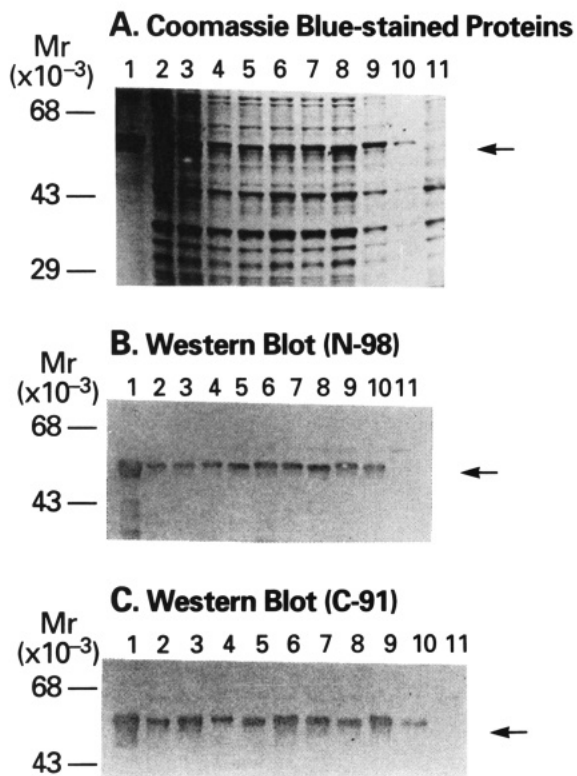 A. Coomassie Blue-stained Proteins
Mr
(x10⁻³) 1 2 3 4 5 6 7 8 9 10 11
68
43
29
B. Western Blot (N-98)
Mr
(x10⁻³) 1 2 3 4 5 6 7 8 9 10 11
68
43
C. Western Blot (C-91)
Mr
(x10⁻³) 1 2 3 4 5 6 7 8 9 10 11
68
43